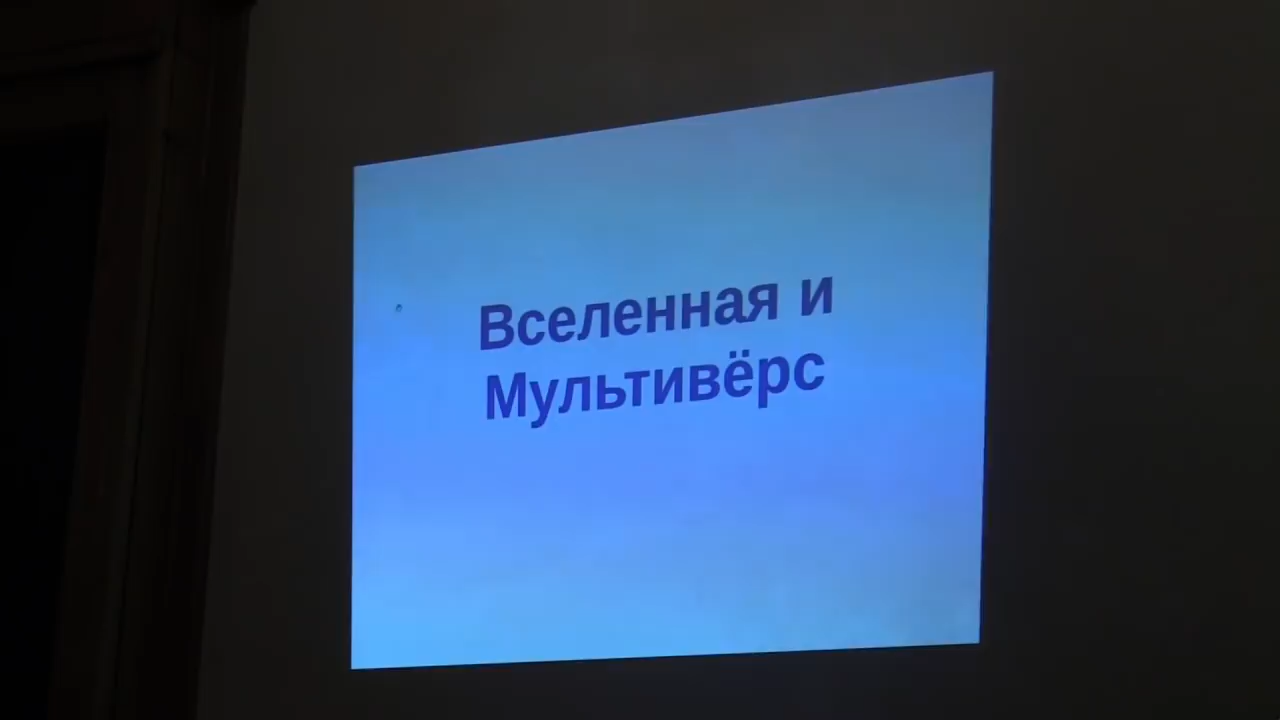 Вселенная и
Мультивёрс